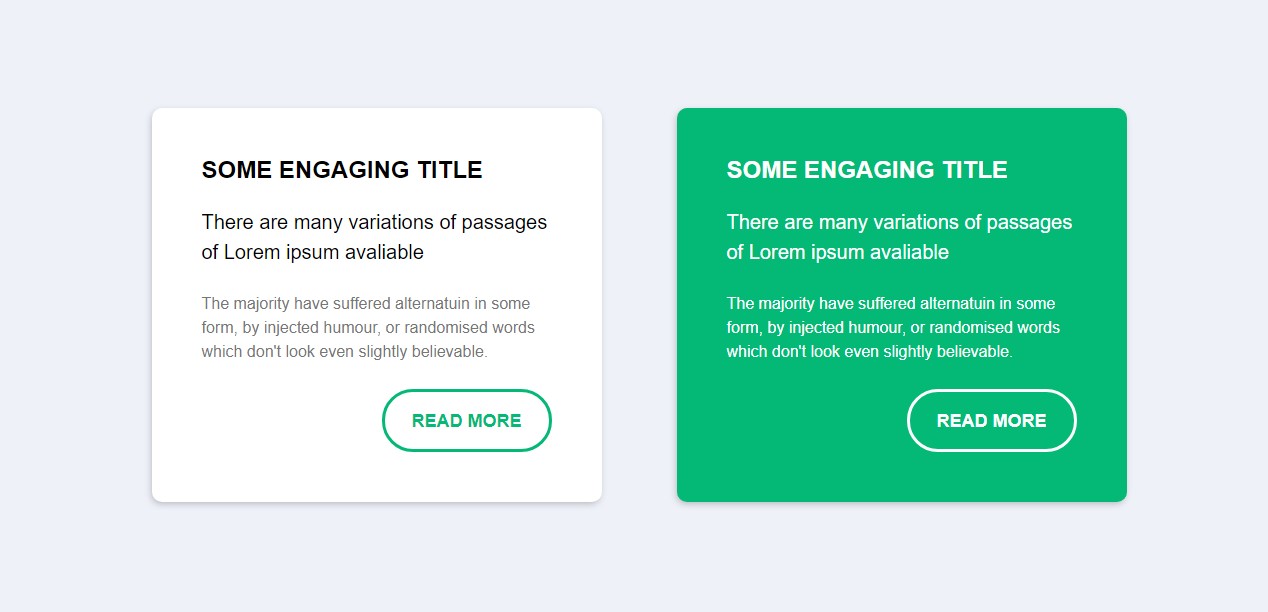 SOME ENGAGING TITLE
There are many variations of passages
of Lorem ipsum avaliable
The majority have suffered alternatuin in some
form, by injected humour, or randomised words
which don't look even slightly believable.
READ MORE
SOME ENGAGING TITLE
There are many variations of passages
of Lorem ipsum avaliable
The majority have suffered alternatuin in some
form, by injected humour, or randomised words
which don't look even slightly believable.
READ MORE